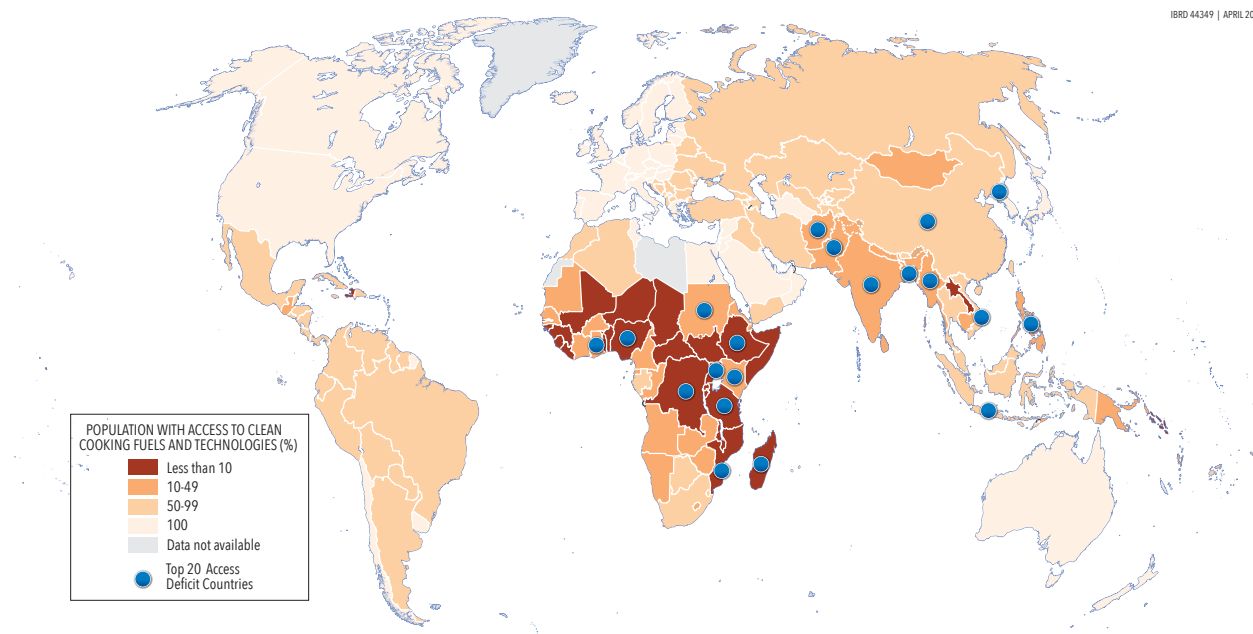 IBRD 44349 | APRIL 20
POPULATION WITH ACCESS TO CLEAN
COOKING FUELS AND TECHNOLOGIES (%)
Less than 10
10-49
50-99
100
Data not available
Top 20 Access
Deficit Countries